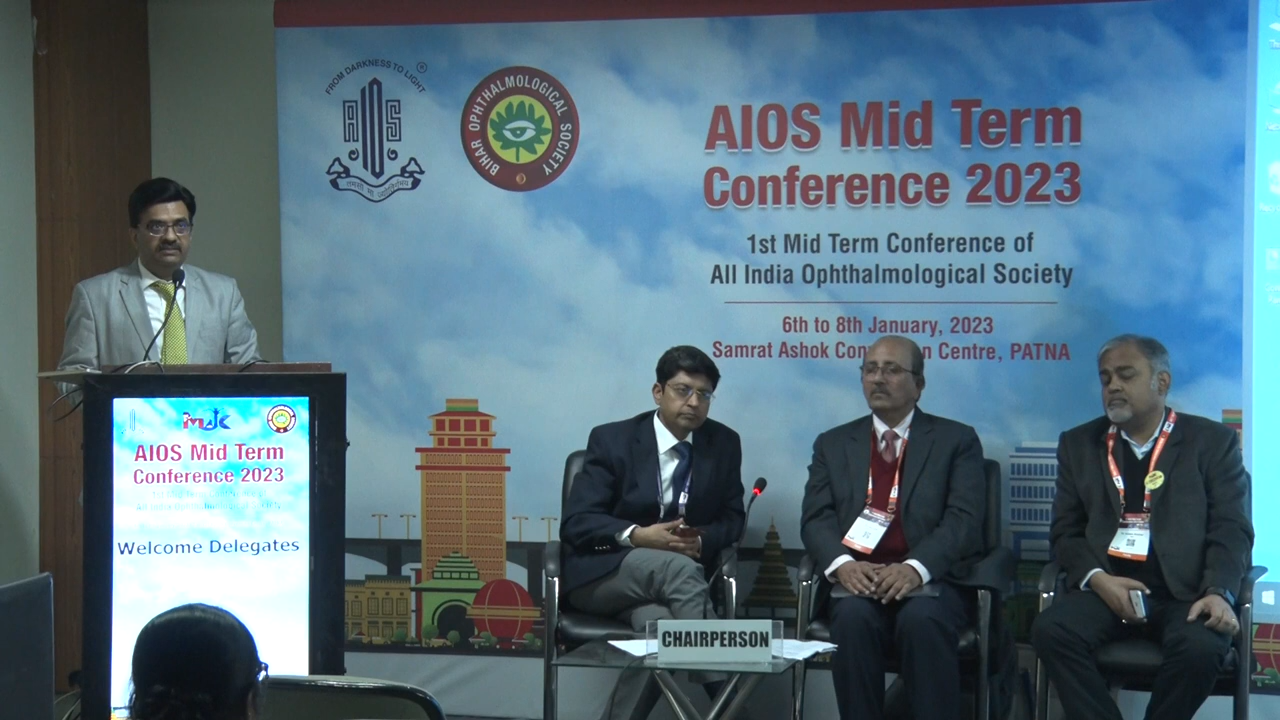 FROM DARKNESS TO LIGHT
®
AIOS
तमसो मा ज्योतिर्गमय
BIHAR OPHTHALMOLOGICAL SOCIETY
AIOS Mid Term
Conference 2023
1st Mid Term Conference of
All India Ophthalmological Society
6th to 8th January, 2023
Samrat Ashok Con n Centre, PATNA
AIOS Mid Term
Conference 2023
Welcome Delegates
CHAIRPERSON